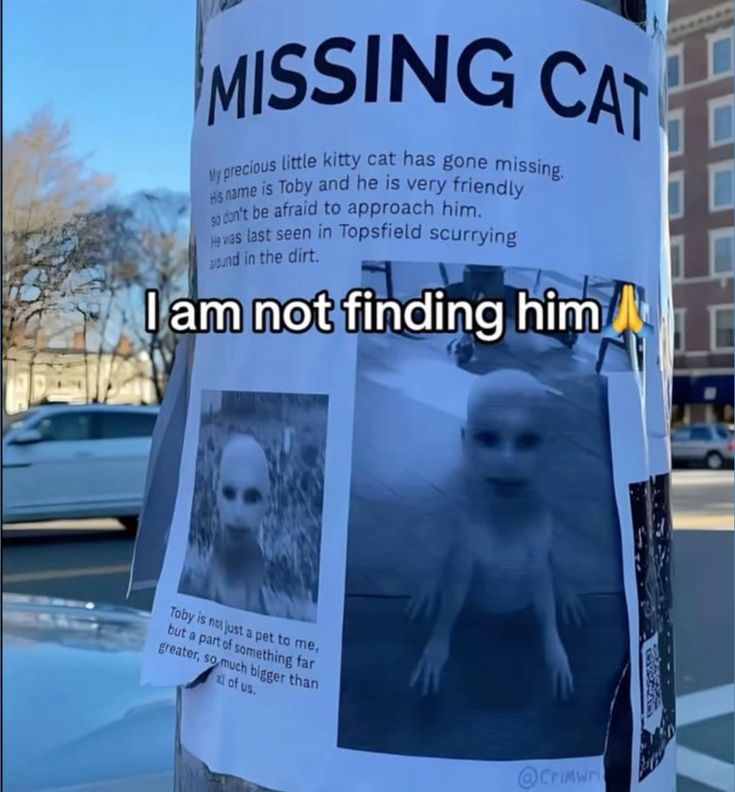 MISSING CAT
My precious little kitty cat has gone missing.
His name is Toby and he is very friendly
so don't be afraid to approach him.
He was last seen in Topsfield scurrying
around in the dirt.
I am not finding him🙏
Toby is not just a pet to me,
but a part of something far
greater, so much bigger than
all of us.
@CrimWri